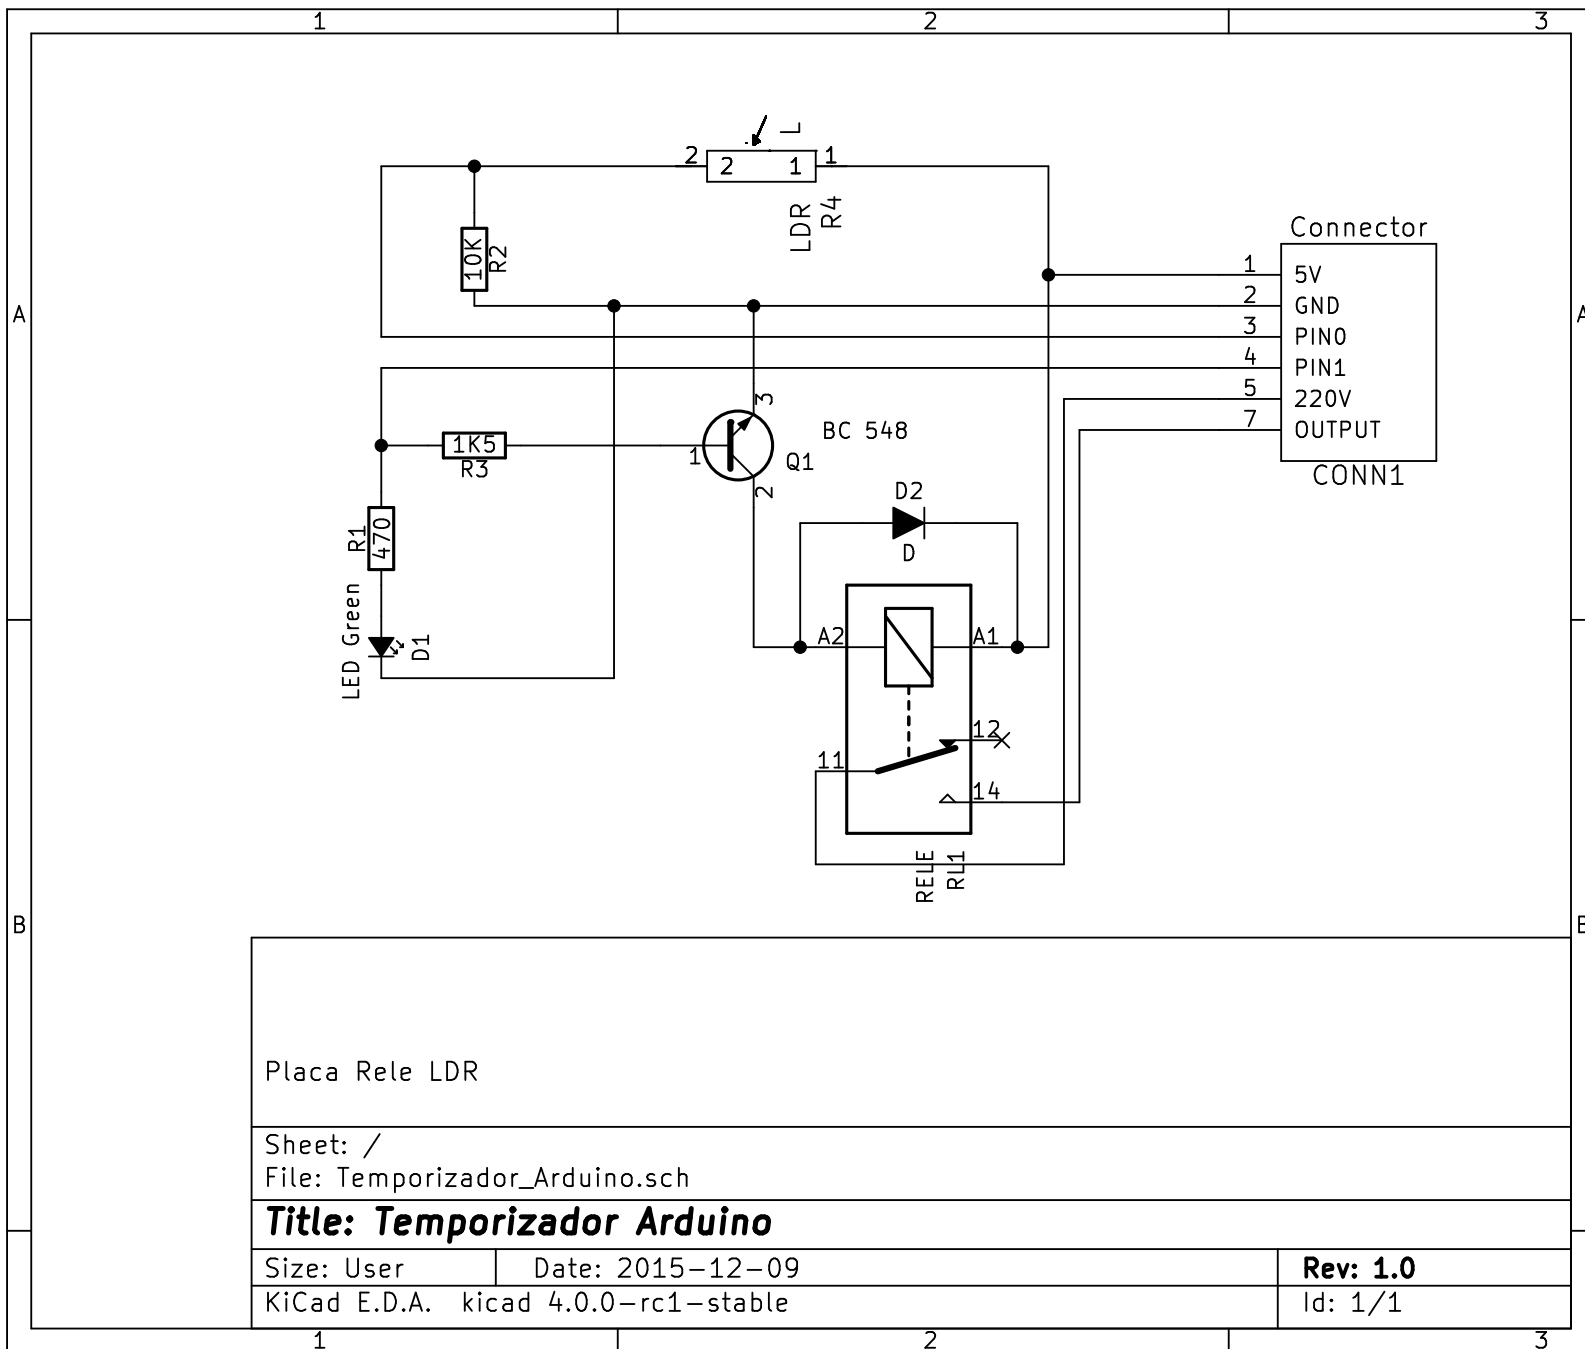 1 2 3
L
2 2 1 1
LDR
R4
10K
R2
Connector
A
A
1 5V
2 GND
3 PIN0
4 PIN1
5 220V
7 OUTPUT
CONN1
3
BC 548
1K5
1
R3
Q1
2
D2
R1
470
D
LED Green
D1
A2 A1
12
11
14
RELE
RL1
B
B
Placa Rele LDR
Sheet: /
File: Temporizador_Arduino.sch
Title: Temporizador Arduino
Size: User Date: 2015-12-09 Rev: 1.0
KiCad E.D.A. kicad 4.0.0-rc1-stable Id: 1/1
1 2 3